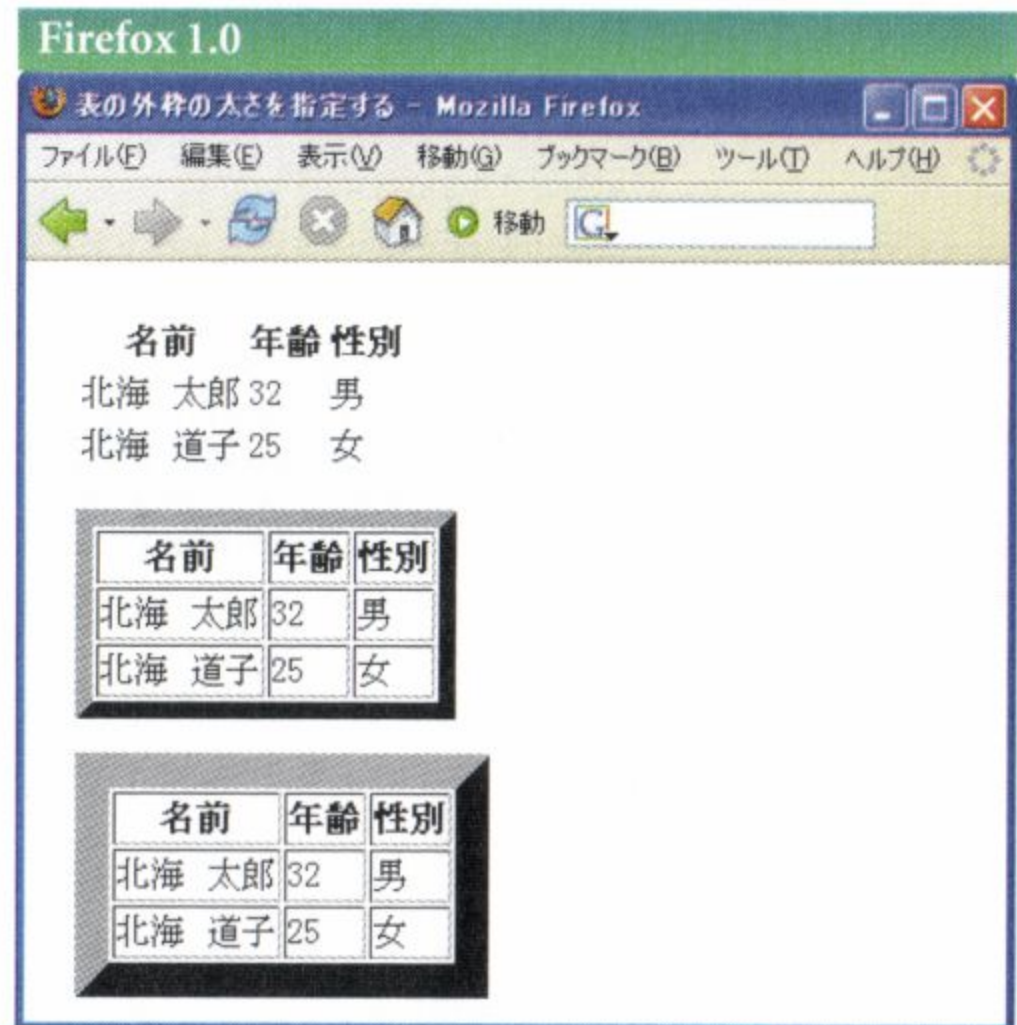 Firefox 1.0
表の外枠の太さを指定する - Mozilla Firefox
ファイル(F) 編集(E) 表示(V) 移動(G) ブックマーク(B) ツール(T) ヘルプ(H)
移動 G
名前 年齢 性別
北海 太郎 32 男
北海 道子 25 女
名前 年齢 性別
北海 太郎 32 男
北海 道子 25 女
名前 年齢 性別
北海 太郎 32 男
北海 道子 25 女